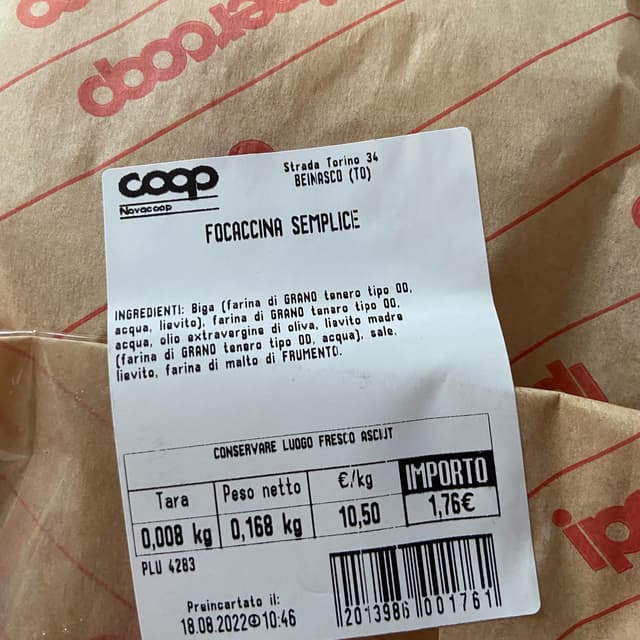 coop
coop
Novacoop
Strada Torino 34
BEINASCO (TO)
FOCACCINA SEMPLICE
INGREDIENTI: Biga (farina di GRANO tenero tipo 00,
acqua, lievito), farina di GRANO tenero tipo 00,
acqua, olio extravergine di oliva, lievito madre
(farina di GRANO tenero tipo 00, acqua), sale,
lievito, farina di malto di FRUMENTO.
CONSERVARE LUOGO FRESCO ASCIJT
Tara Peso netto €/kg IMPORTO
0,008 kg 0,168 kg 10,50 1,76€
PLU 4283
Preincartato il:
18.08.2022 10:46
2013986 001761